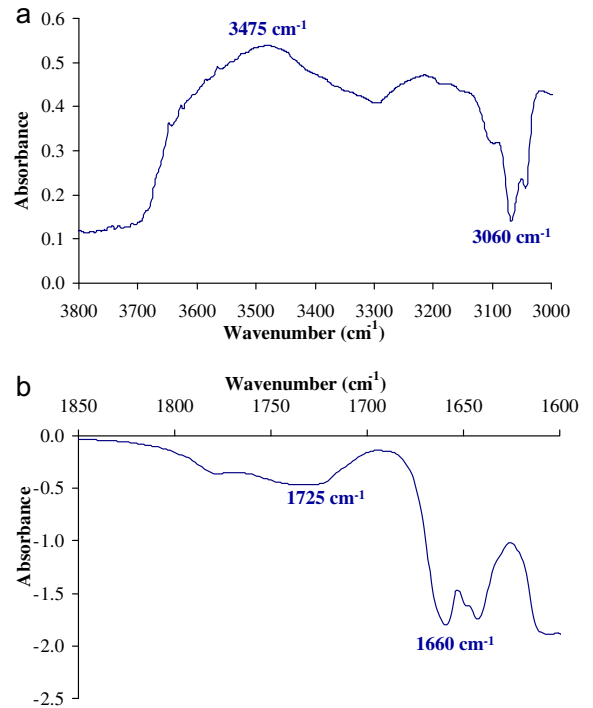 a
0.6
0.5
0.4
0.3
0.2
0.1
0.0
Absorbance
3475 cm⁻¹
3060 cm⁻¹
3800 3700 3600 3500 3400 3300 3200 3100 3000
Wavenumber (cm⁻¹)
b
Wavenumber (cm⁻¹)
1850 1800 1750 1700 1650 1600
0.0
-0.5
-1.0
-1.5
-2.0
-2.5
Absorbance
1725 cm⁻¹
1660 cm⁻¹